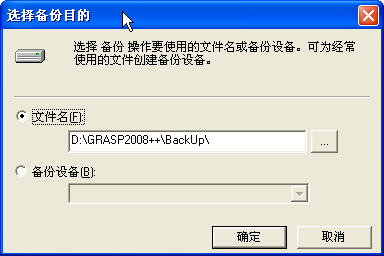 选择备份目的
选择 备份 操作要使用的文件名或备份设备。可为经常
使用的文件创建备份设备。
文件名(F):
D:\GRASP2008++\BackUp\
...
备份设备(B):
确定
取消